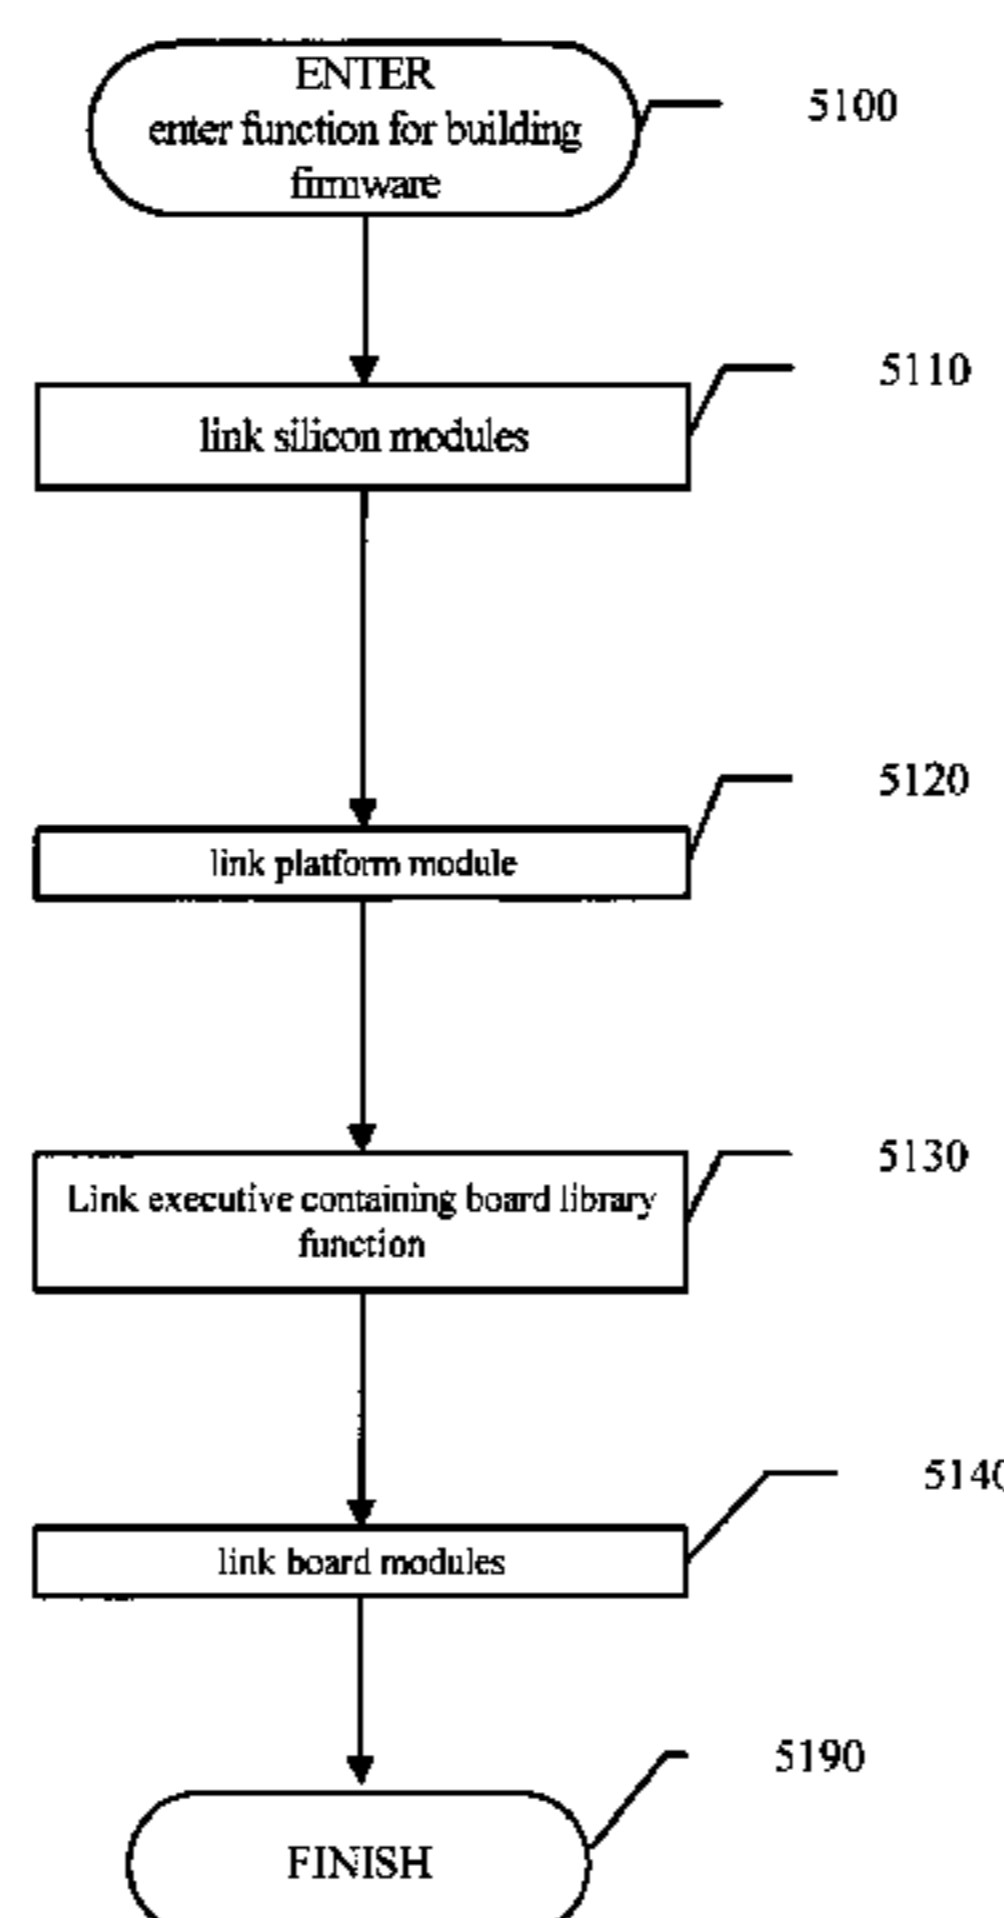 ENTER
enter function for building
firmware
5100
link silicon modules
5110
link platform module
5120
Link executive containing board library
function
5130
link board modules
5140
FINISH
5190